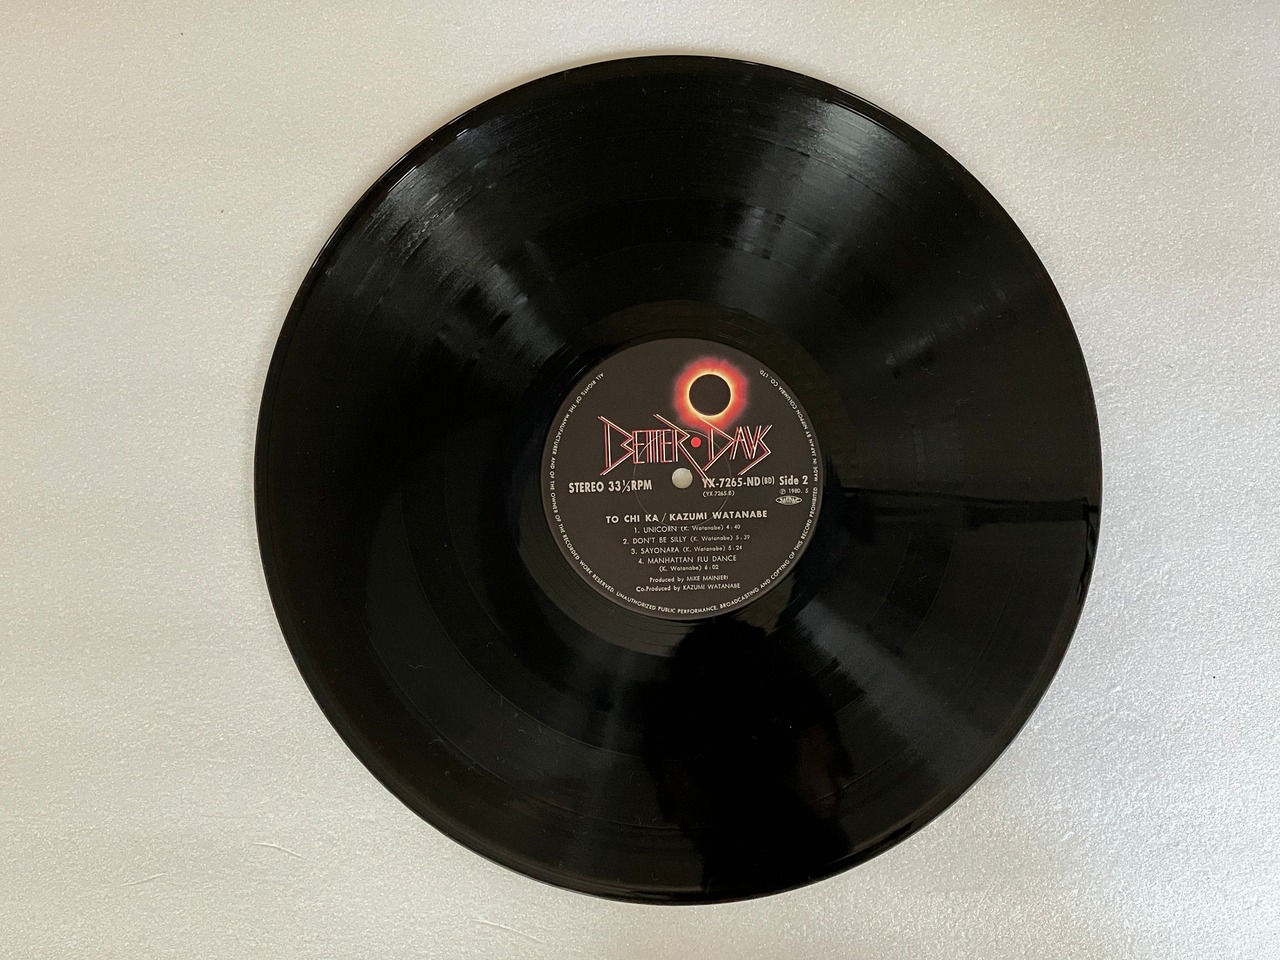 BETTER DAYS
STEREO 33⅓RPM
YX-7265-ND(BD) Side 2
(YX-7265-B)
Ⓟ 1980. 5
TO CHI KA / KAZUMI WATANABE
1. UNICORN (K. Watanabe) 4:40
2. DON'T BE SILLY (K. Watanabe) 5:39
3. SAYONARA (K. Watanabe) 5:24
4. MANHATTAN FLU DANCE
(K. Watanabe) 6:02
Produced by MIKE MAINIERI
Co-Produced by KAZUMI WATANABE
ALL RIGHTS OF THE MANUFACTURER AND OF THE OWNER OF THE RECORDED WORK RESERVED. UNAUTHORIZED PUBLIC PERFORMANCE, BROADCASTING AND COPYING OF THIS RECORD PROHIBITED MADE IN JAPAN BY NIPPON COLUMBIA CO., LTD.